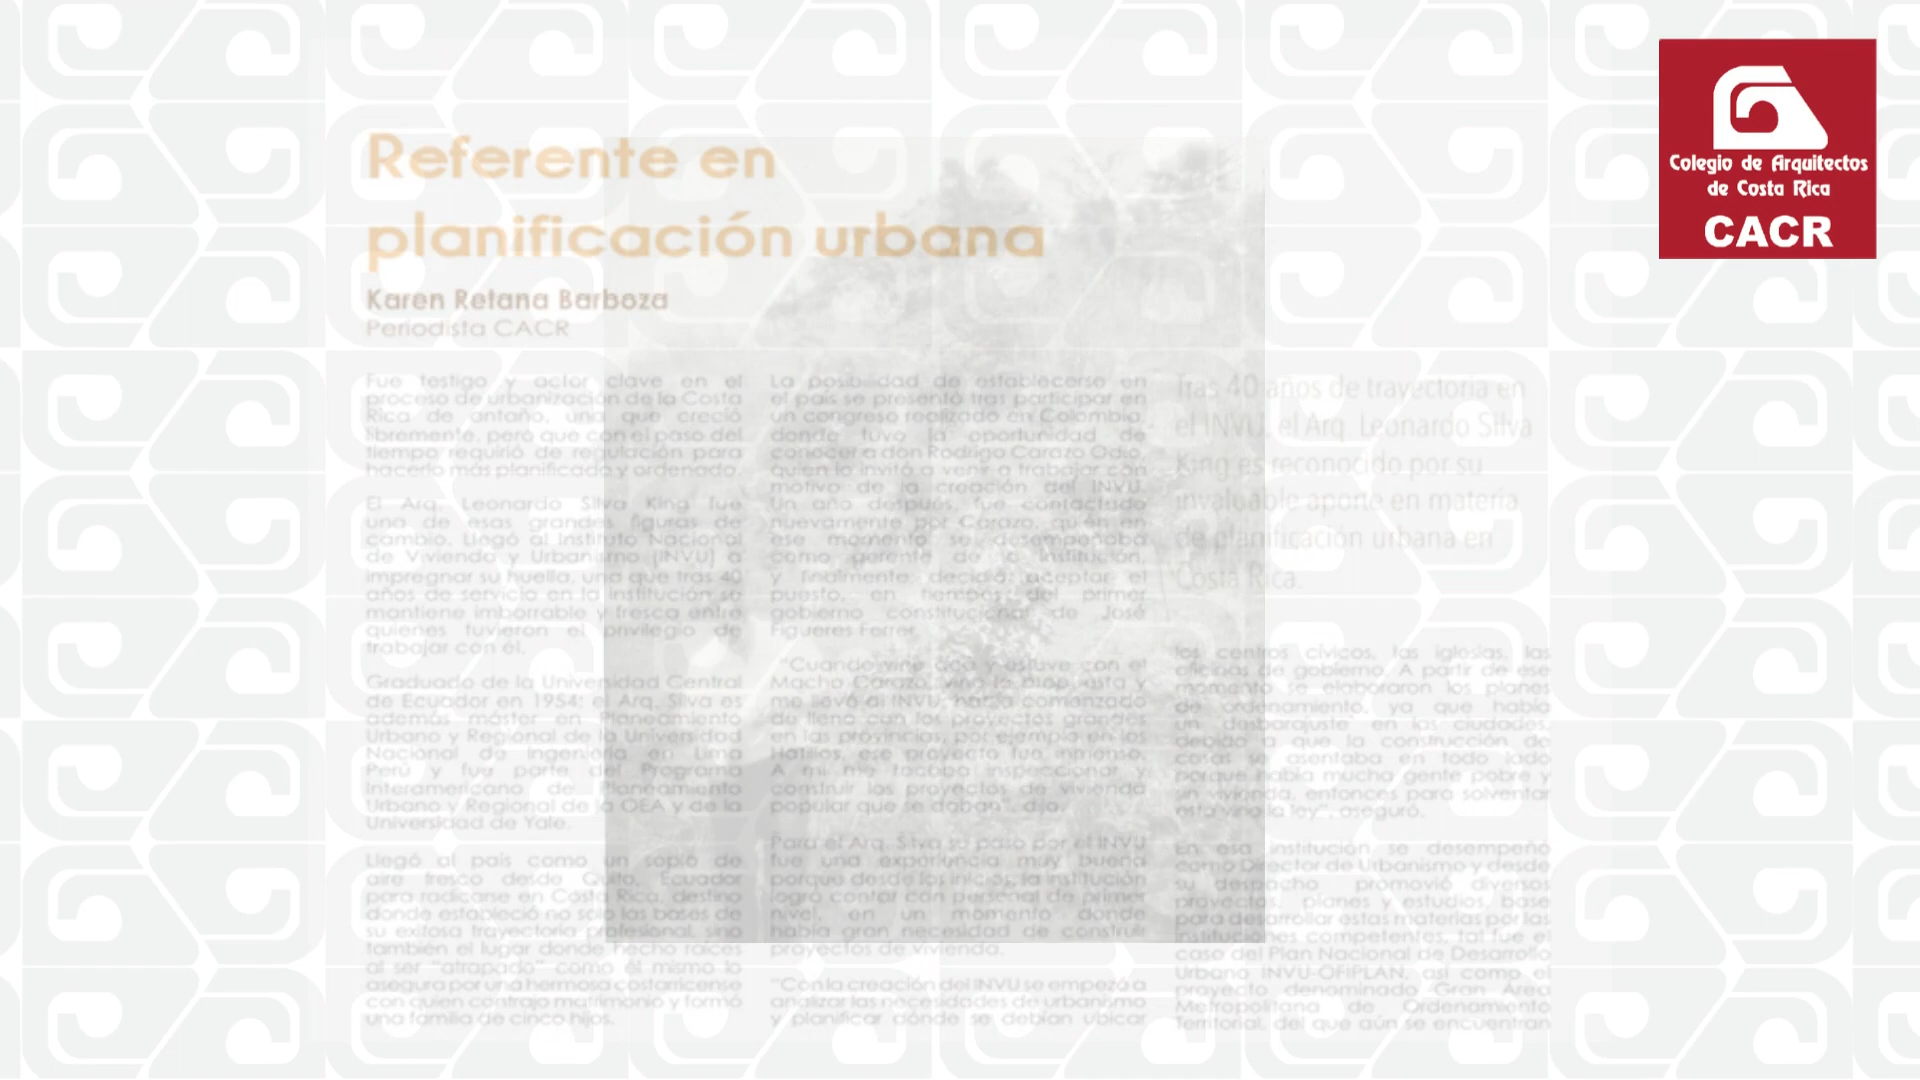 Referente en
planificación urbana
Karen Retana Barboza
Periodista CACR
Fue testigo y actor clave en el
proceso de urbanización de la Costa
Rica de antaño, una que creció
libremente, pero que con el paso del
tiempo requirió de regulación para
hacerlo más planificado y ordenado.
El Arq. Leonardo Silva King fue
una de esas grandes figuras de
cambio. Llegó al Instituto Nacional
de Vivienda y Urbanismo (INVU) a
impregnar su huella, una que tras 40
años de servicio en la institución se
mantiene imborrable y fresca entre
quienes tuvieron el privilegio de
trabajar con él.
Graduado de la Universidad Central
de Ecuador en 1954; el Arq. Silva es
además máster en Planeamiento
Urbano y Regional de la Universidad
Nacional de Ingeniería en Lima
Perú y fue parte del Programa
Interamericano de Planeamiento
Urbano y Regional de la OEA y de la
Universidad de Yale.
Llegó al país como un soplo de
aire fresco desde Quito, Ecuador
para radicarse en Costa Rica, destino
donde estableció no solo las bases de
su exitosa trayectoria profesional, sino
también el lugar donde hecho raíces
al ser "atrapado" como él mismo lo
asegura por una hermosa costarricense
con quien contrajo matrimonio y formó
una familia de cinco hijos.
La posibilidad de establecerse en
el país se presentó tras participar en
un congreso realizado en Colombia,
donde tuvo la oportunidad de
conocer a don Rodrigo Carazo Odio,
quien lo invitó a venir a trabajar con
motivo de la creación del INVU.
Un año después, fue contactado
nuevamente por Carazo, quien en
ese momento se desempeñaba
como gerente de la institución,
y finalmente decidió aceptar el
puesto, en tiempos del primer
gobierno constitucional de José
Figueres Ferrer.
"Cuando vine acá y estuve con el
Macho Carazo, vino la propuesta y
me llevó al INVU; había comenzado
de lleno con los proyectos grandes
en las provincias, por ejemplo en los
Hatillos, ese proyecto fue inmenso.
A mí me tocaba inspeccionar y
construir los proyectos de vivienda
popular que se daban", dijo.
Para el Arq. Silva su paso por el INVU
fue una experiencia muy buena
porque desde los inicios, la institución
logró contar con personal de primer
nivel, en un momento donde
había gran necesidad de construir
proyectos de vivienda.
"Con la creación del INVU se empezó a
analizar las necesidades de urbanismo
y planificar dónde se debían ubicar
Tras 40 años de trayectoria en
el INVU, el Arq. Leonardo Silva
King es reconocido por su
invaluable aporte en materia
de planificación urbana en
Costa Rica.
los centros cívicos, las iglesias, las
oficinas de gobierno. A partir de ese
momento se elaboraron los planes
de ordenamiento, ya que había
un "desbarajuste" en las ciudades,
debido a que la construcción de
casas se asentaba en todo lado
porque había mucha gente pobre y
sin vivienda, entonces para solventar
esto vino la ley", aseguró.
En esa institución se desempeñó
como Director de Urbanismo y desde
su despacho promovió diversos
proyectos, planes y estudios, base
para desarrollar estas materias por las
instituciones competentes, tal fue el
caso del Plan Nacional de Desarrollo
Urbano INVU-OFIPLAN, así como el
proyecto denominado Gran Área
Metropolitana de Ordenamiento
Territorial, del que aún se encuentran
Colegio de Arquitectos
de Costa Rica
CACR